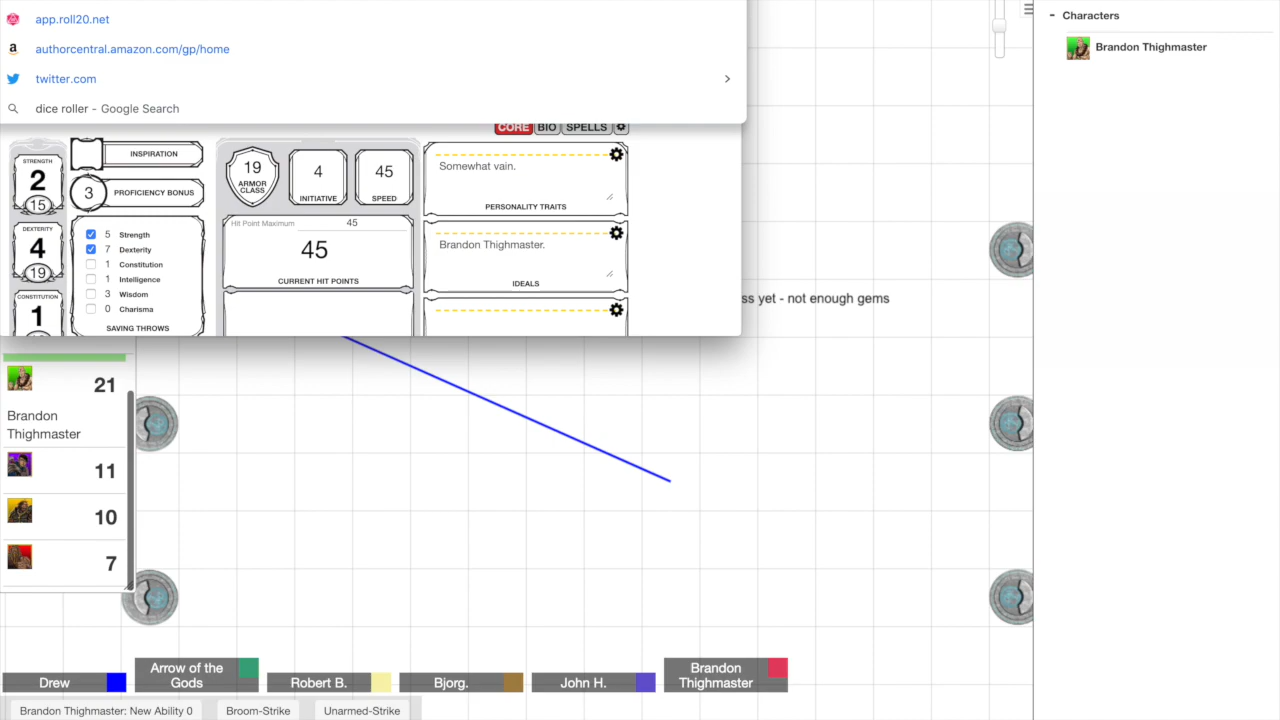 app.roll20.net
authorcentral.amazon.com/gp/home
twitter.com
dice roller - Google Search
- Characters
Brandon Thighmaster
CORE BIO SPELLS
STRENGTH
2
15
INSPIRATION
3 PROFICIENCY BONUS
DEXTERITY
4
19
CONSTITUTION
1
5 Strength
7 Dexterity
1 Constitution
1 Intelligence
3 Wisdom
0 Charisma
SAVING THROWS
19
ARMOR
CLASS
4
INITIATIVE
45
SPEED
Hit Point Maximum 45
45
CURRENT HIT POINTS
Somewhat vain.
PERSONALITY TRAITS
Brandon Thighmaster.
IDEALS
ss yet - not enough gems
21
Brandon
Thighmaster
11
10
7
Drew
Arrow of the
Gods
Robert B.
Bjorg.
John H.
Brandon
Thighmaster
Brandon Thighmaster: New Ability 0
Broom-Strike
Unarmed-Strike